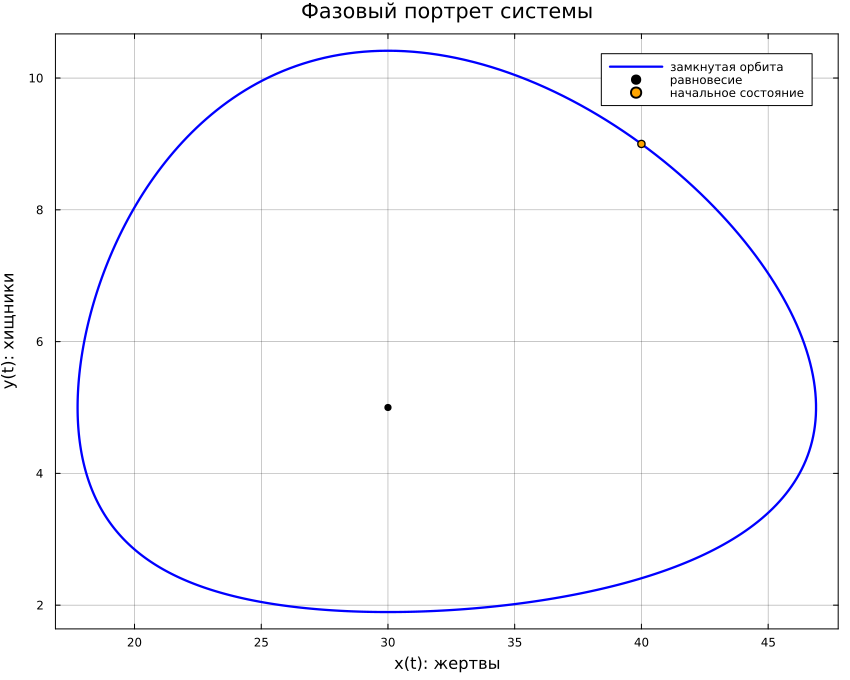 Фазовый портрет системы
замкнутая орбита
равновесие
начальное состояние
10
8
6
4
2
y(t): хищники
20 25 30 35 40 45
x(t): жертвы